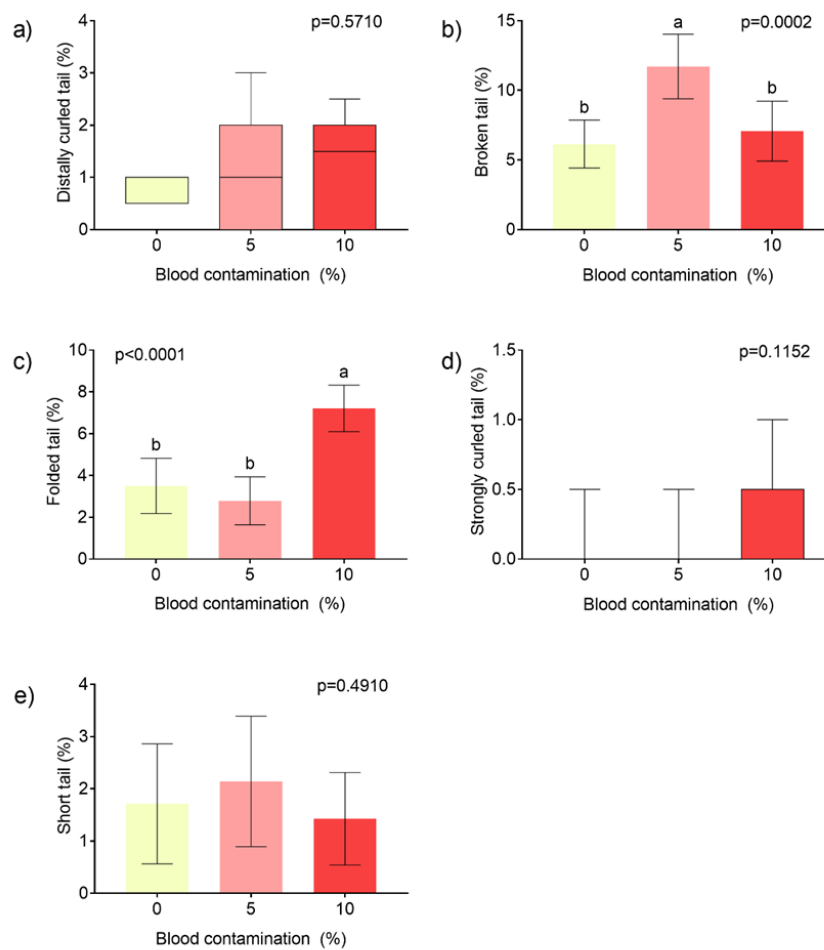 a)
p=0.5710
Distally curled tail (%)
4
3
2
1
0
0 5 10
Blood contamination (%)
b)
p=0.0002
Broken tail (%)
15
10
5
0
b a b
0 5 10
Blood contamination (%)
c)
p<0.0001
Folded tail (%)
10
8
6
4
2
0
b b a
0 5 10
Blood contamination (%)
d)
p=0.1152
Strongly curled tail (%)
1.5
1.0
0.5
0.0
0 5 10
Blood contamination (%)
e)
p=0.4910
Short tail (%)
4
3
2
1
0
0 5 10
Blood contamination (%)